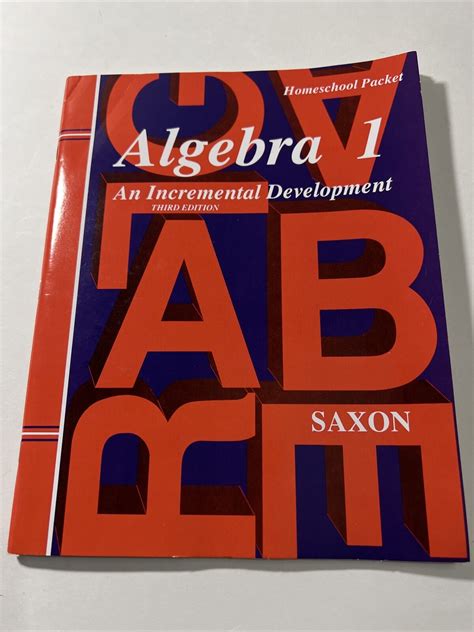 Homeschool Packet
Algebra 1
An Incremental Development
THIRD EDITION
A
L
G
A
B
R
E
SAXON